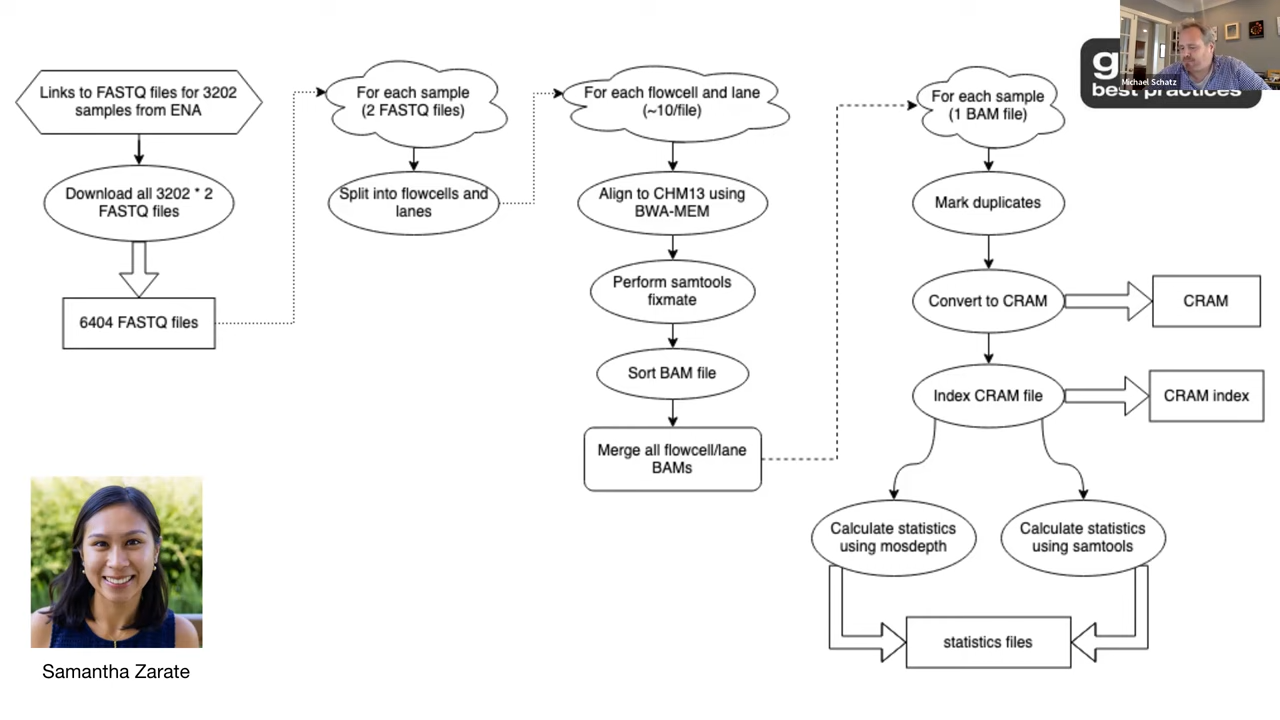 Links to FASTQ files for 3202
samples from ENA
Download all 3202 * 2
FASTQ files
6404 FASTQ files
For each sample
(2 FASTQ files)
Split into flowcells and
lanes
For each flowcell and lane
(~10/file)
Align to CHM13 using
BWA-MEM
Perform samtools
fixmate
Sort BAM file
Merge all flowcell/lane
BAMs
For each sample
(1 BAM file)
Mark duplicates
Convert to CRAM
CRAM
Index CRAM file
CRAM index
Calculate statistics
using mosdepth
Calculate statistics
using samtools
statistics files
Michael Schatz
best practices
Samantha Zarate